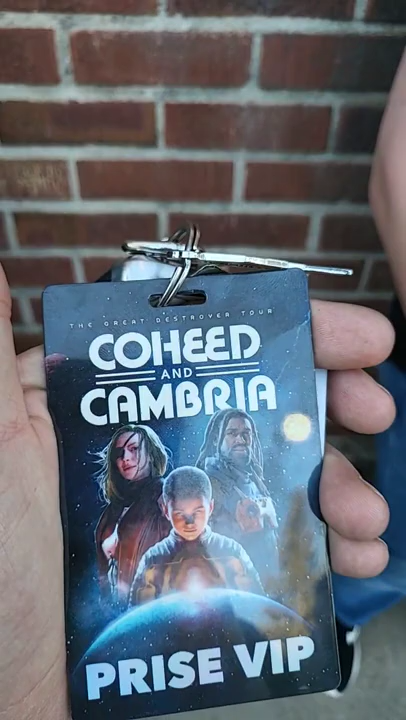 THE GREAT DESTROYER TOUR
COHEED
AND
CAMBRIA
PRISE VIP